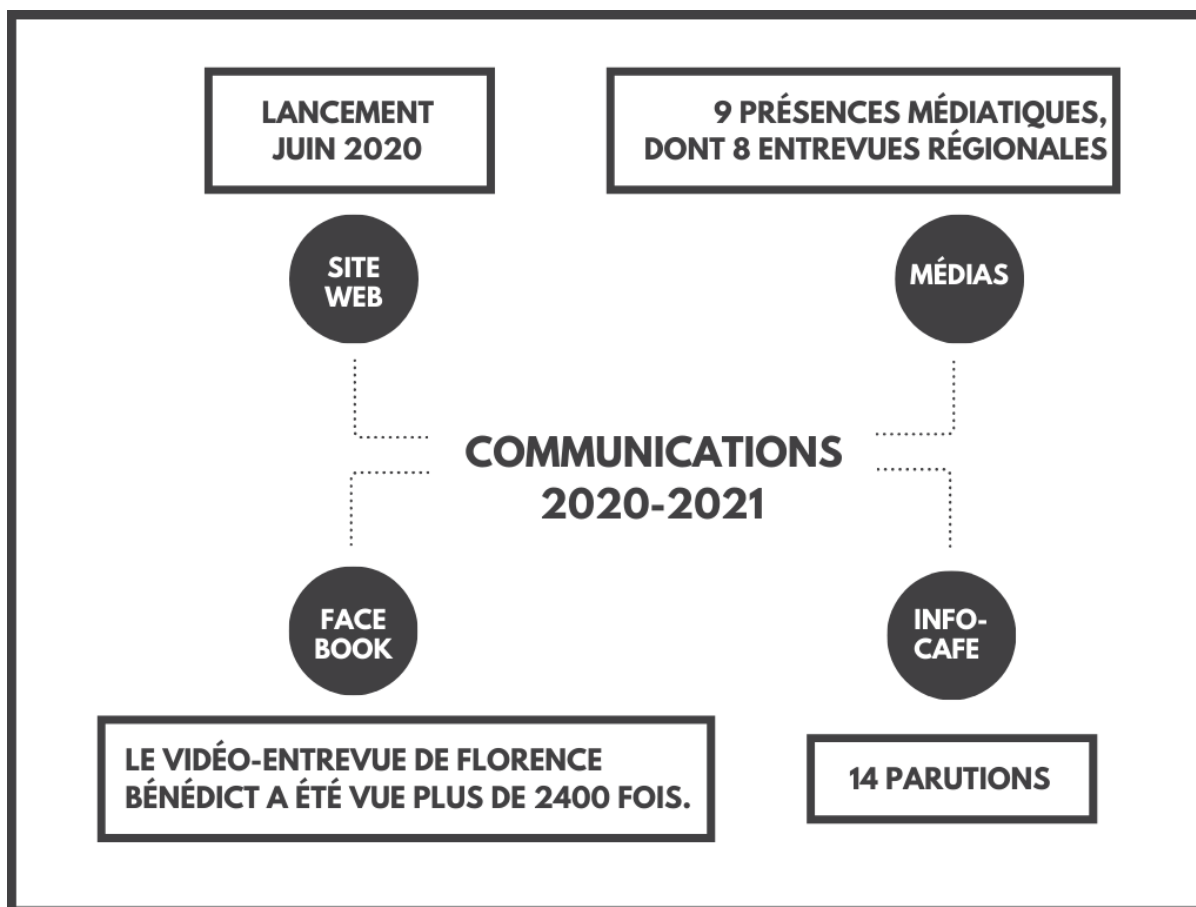 LANCEMENT
JUIN 2020
9 PRÉSENCES MÉDIATIQUES,
DONT 8 ENTREVUES RÉGIONALES
SITE
WEB
MÉDIAS
COMMUNICATIONS
2020-2021
FACE
BOOK
INFO-
CAFE
LE VIDÉO-ENTREVUE DE FLORENCE
BÉNÉDICT A ÉTÉ VUE PLUS DE 2400 FOIS.
14 PARUTIONS